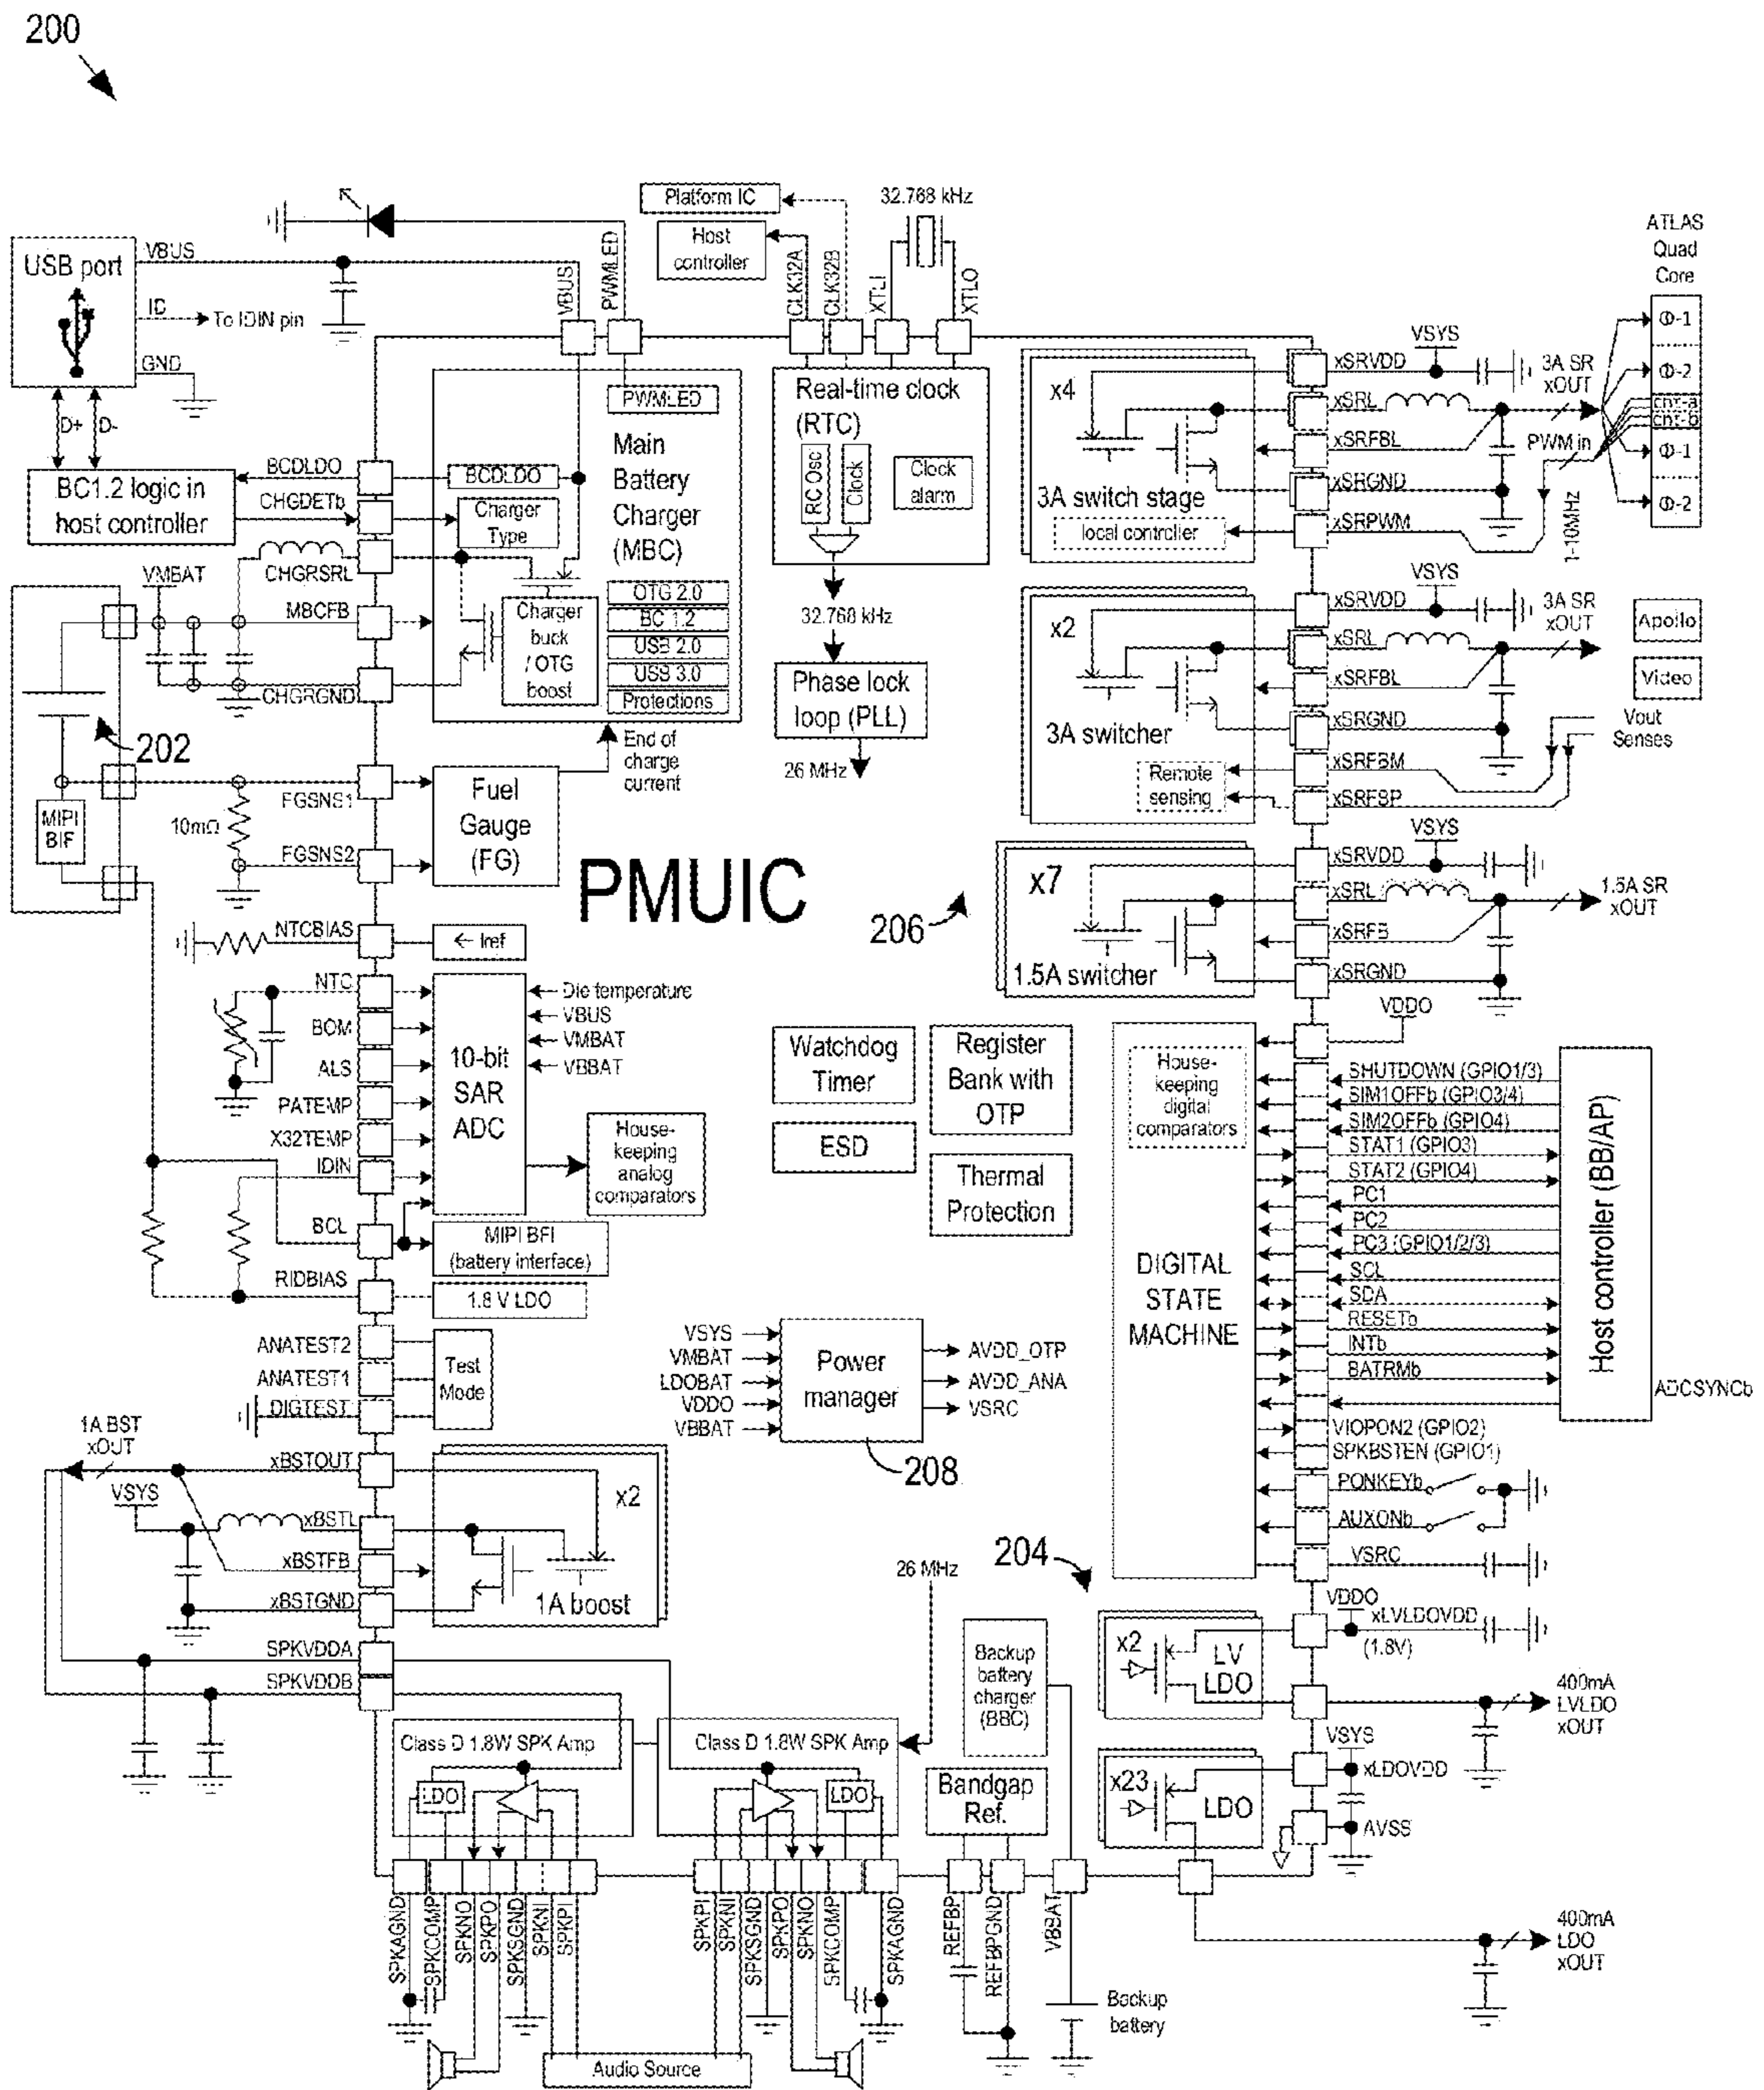 200
Platform IC
32.768 kHz
Host
controller
ATLAS
Quad
Core
USB port
VBUS
ID
To IDIN pin
GND
VBUS
PWMLED
CLK32A
CLK32B
XTLI
XTLO
D+
D-
BC1.2 logic in
host controller
BCDLDO
CHGDETb
CHGRSRL
VMBAT
MBCFB
CHGRGND
PWMLED
Main
Battery
Charger
(MBC)
BCDLDO
Charger
Type
Charger
buck
/ OTG
boost
OTG 2.0
BC 1.2
USB 2.0
USB 3.0
Protections
Real-time clock
(RTC)
RC Osc
Clock
Clock
alarm
32.768 kHz
Phase lock
loop (PLL)
26 MHz
x4
3A switch stage
local controller
xSRVDD
xSRL
xSRFBL
xSRGND
xSRPWM
VSYS
3A SR
xOUT
PWM in
1-10MHz
Φ-1
Φ-2
cnt-a
cnt-b
Φ-1
Φ-2
x2
3A switcher
Remote
sensing
xSRVDD
xSRL
xSRFBL
xSRGND
xSRFBM
xSRFBP
VSYS
3A SR
xOUT
Apollo
Video
Vout
Senses
202
MIPI
BIF
10mΩ
FGSNS1
FGSNS2
Fuel
Gauge
(FG)
End of
charge
current
PMUIC
206
x7
1.5A switcher
xSRVDD
xSRL
xSRFB
xSRGND
VSYS
1.5A SR
xOUT
NTCBIAS
Iref
NTC
BOM
ALS
PATEMP
X32TEMP
IDIN
BCL
RIDBIAS
10-bit
SAR
ADC
Die temperature
VBUS
VMBAT
VBBAT
House-
keeping
analog
comparators
MIPI BFI
(battery interface)
1.8 V LDO
Watchdog
Timer
ESD
Register
Bank with
OTP
Thermal
Protection
House-
keeping
digital
comparators
DIGITAL
STATE
MACHINE
VDDO
SHUTDOWN (GPIO1/3)
SIM1OFFb (GPIO3/4)
SIM2OFFb (GPIO4)
STAT1 (GPIO3)
STAT2 (GPIO4)
PC1
PC2
PC3 (GPIO1/2/3)
SCL
SDA
RESETb
INTb
BATRMb
ADCSYNCb
Host controller (BB/AP)
VIOPON2 (GPIO2)
SPKBSTEN (GPIO1)
PONKEYb
AUXONb
VSRC
ANATEST2
ANATEST1
DIGTEST
Test
Mode
VSYS
VMBAT
LDOBAT
VDDO
VBBAT
Power
manager
AVDD_OTP
AVDD_ANA
VSRC
208
1A BST
xOUT
VSYS
xBSTOUT
xBSTL
xBSTFB
xBSTGND
x2
1A boost
SPKVDDA
SPKVDDB
26 MHz
204
Class D 1.8W SPK Amp
LDO
Class D 1.8W SPK Amp
LDO
Backup
battery
charger
(BBC)
Bandgap
Ref.
x2
LV
LDO
VDDO
xLVLDOVDD
(1.8V)
400mA
LVLDO
xOUT
x23
LDO
VSYS
xLDOVDD
AVSS
400mA
LDO
xOUT
SPKAGND
SPKCOMP
SPKNO
SPKPO
SPKSGND
SPKNI
SPKPI
SPKPI
SPKNI
SPKSGND
SPKPO
SPKNO
SPKCOMP
SPKAGND
REFBP
REFBPGND
VBBAT
Backup
battery
Audio Source